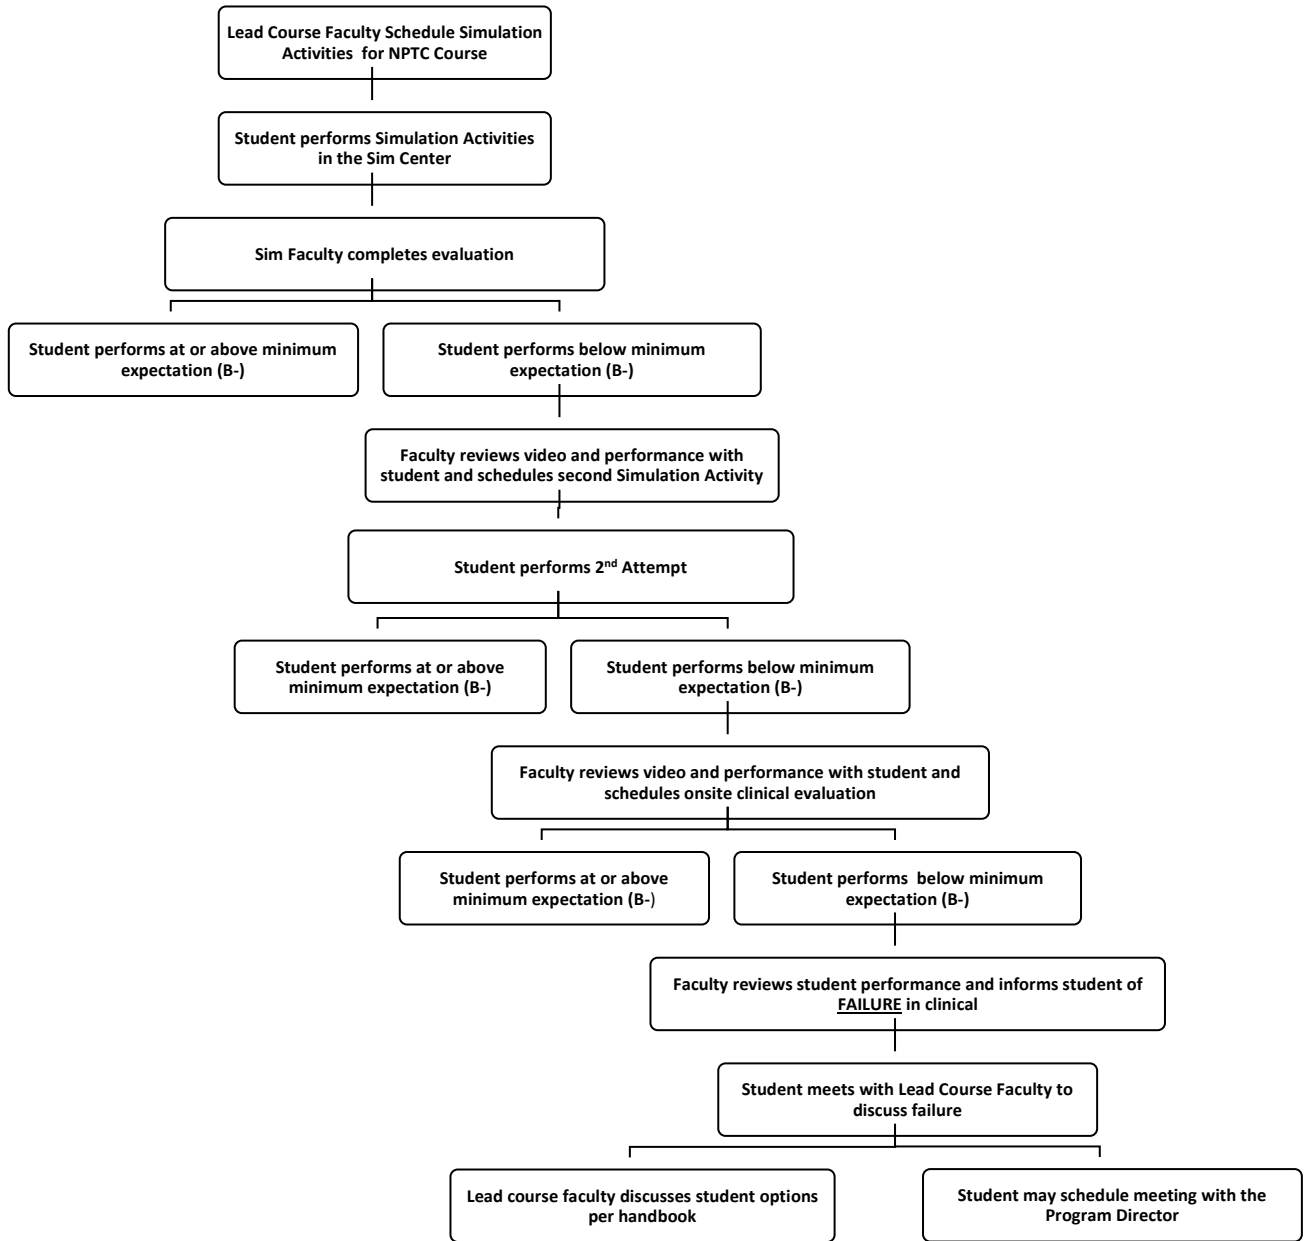 Lead Course Faculty Schedule Simulation
Activities for NPTC Course
Student performs Simulation Activities
in the Sim Center
Sim Faculty completes evaluation
Student performs at or above minimum
expectation (B-)
Student performs below minimum
expectation (B-)
Faculty reviews video and performance with
student and schedules second Simulation Activity
Student performs 2nd Attempt
Student performs at or above
minimum expectation (B-)
Student performs below minimum
expectation (B-)
Faculty reviews video and performance with student and
schedules onsite clinical evaluation
Student performs at or above
minimum expectation (B-)
Student performs below minimum
expectation (B-)
Faculty reviews student performance and informs student of
FAILURE in clinical
Student meets with Lead Course Faculty to
discuss failure
Lead course faculty discusses student options
per handbook
Student may schedule meeting with the
Program Director